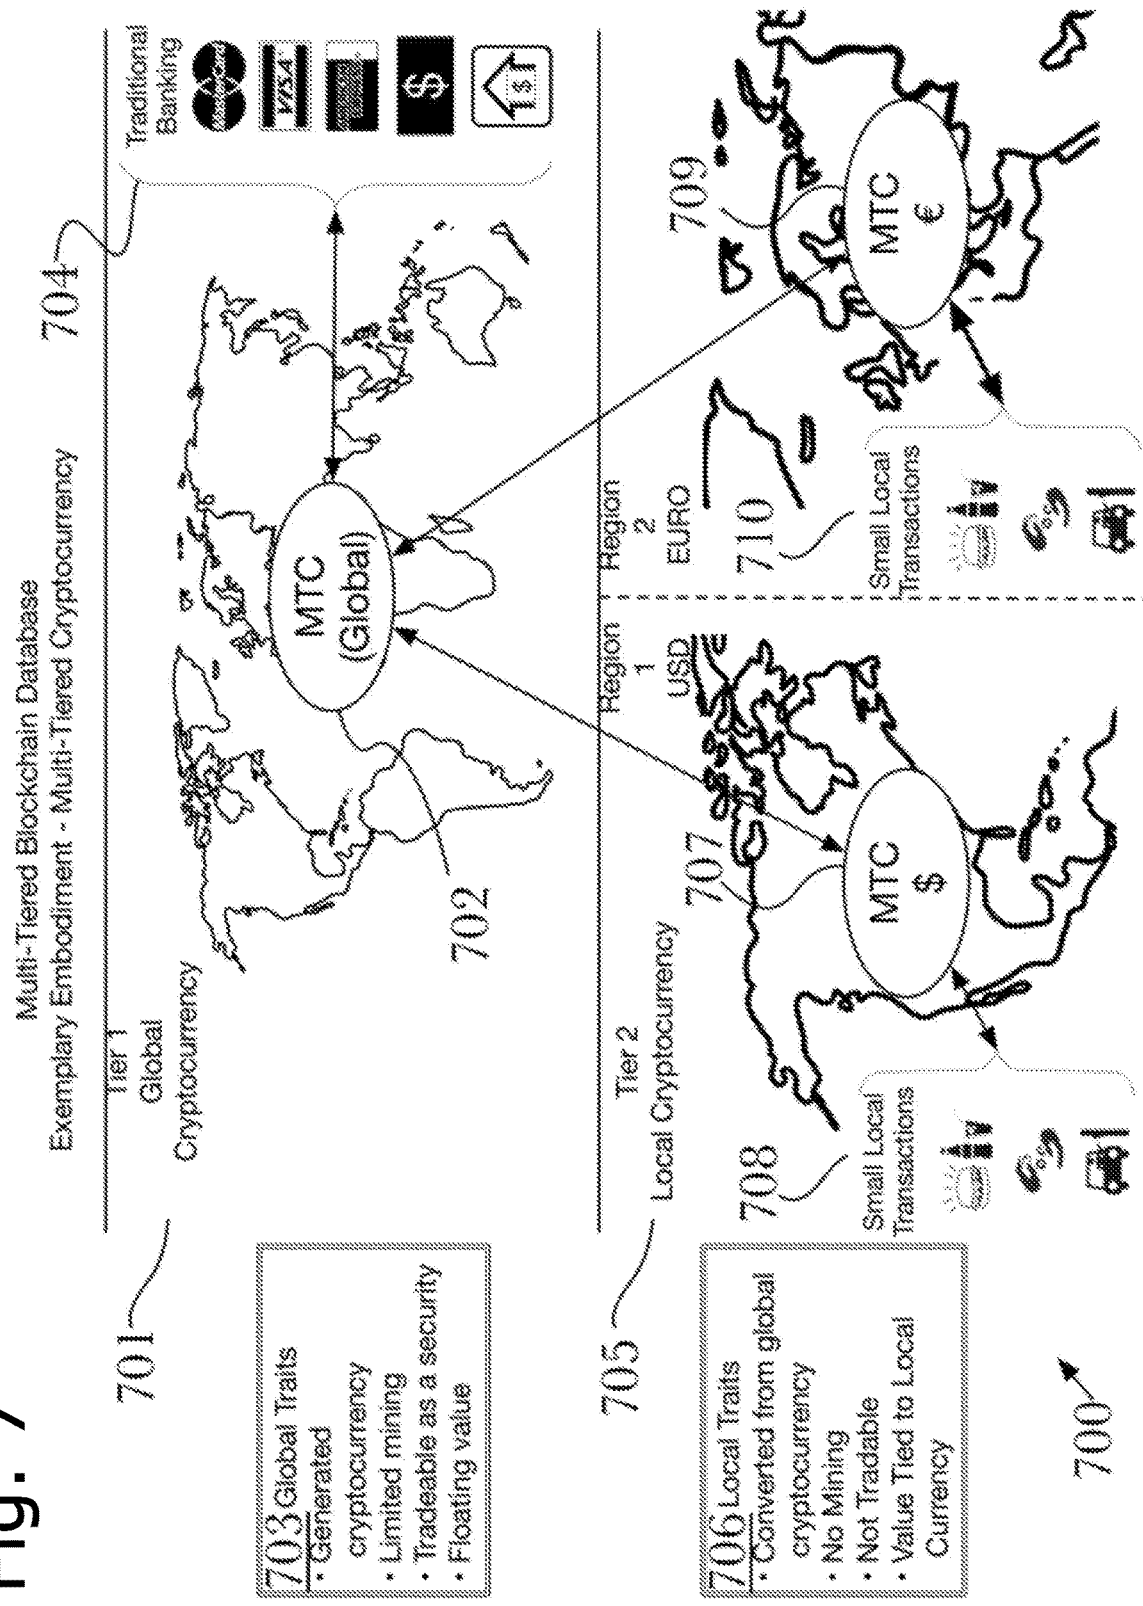 Fig. 7
Multi-Tiered Blockchain Database
Exemplary Embodiment - Multi-Tiered Cryptocurrency
701
Tier 1
Global
Cryptocurrency
703 Global Traits
· Generated
cryptocurrency
· Limited mining
· Tradeable as a security
· Floating value
702
MTC
(Global)
704
Traditional
Banking
VISA
$
$
705
Tier 2
Local Cryptocurrency
706 Local Traits
· Converted from global
cryptocurrency
· No Mining
· Not Tradable
· Value Tied to Local
Currency
Region
1
USD
707
MTC
$
708
Small Local
Transactions
Region
2
EURO
709
MTC
€
710
Small Local
Transactions
700